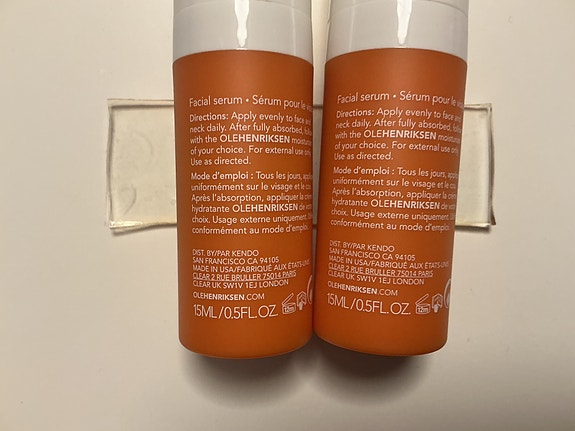 Facial serum • Sérum pour le
Directions: Apply evenly to face and
neck daily. After fully absorbed,
with the OLEHENRIKSEN
of your choice. For external use
Use as directed.
Mode d'emploi : Tous les jours,
uniformément sur le visage et le
Après l'absorption, appliquer la
hydratante OLEHENRIKSEN de
choix. Usage externe uniquement.
au mode d'emploi.
DIST. BY/PAR KENDO
SAN FRANCISCO CA 94105
MADE IN USA/FABRIQUÉ AUX ÉTATS-UNIS
CLEAR 2 RUE BRULLER 75014 PARIS
CLEAR UK SW1V 1EJ LONDON
OLEHENRIKSEN.COM
15ML/0.5FL.OZ. 12m
Facial serum • Sérum pour le
Directions: Apply evenly to face and
neck daily. After fully absorbed,
with the OLEHENRIKSEN
of your choice. For external use
Use as directed.
Mode d'emploi : Tous les jours,
uniformément sur le visage et le
Après l'absorption, appliquer la
hydratante OLEHENRIKSEN de
choix. Usage externe uniquement.
au mode d'emploi.
DIST. BY/PAR KENDO
SAN FRANCISCO CA 94105
MADE IN USA/FABRIQUÉ AUX
CLEAR 2 RUE BRULLER 75014 PARIS
CLEAR UK SW1V 1EJ LONDON
OLEHENRIKSEN.COM
15ML/0.5FL.OZ. 12m